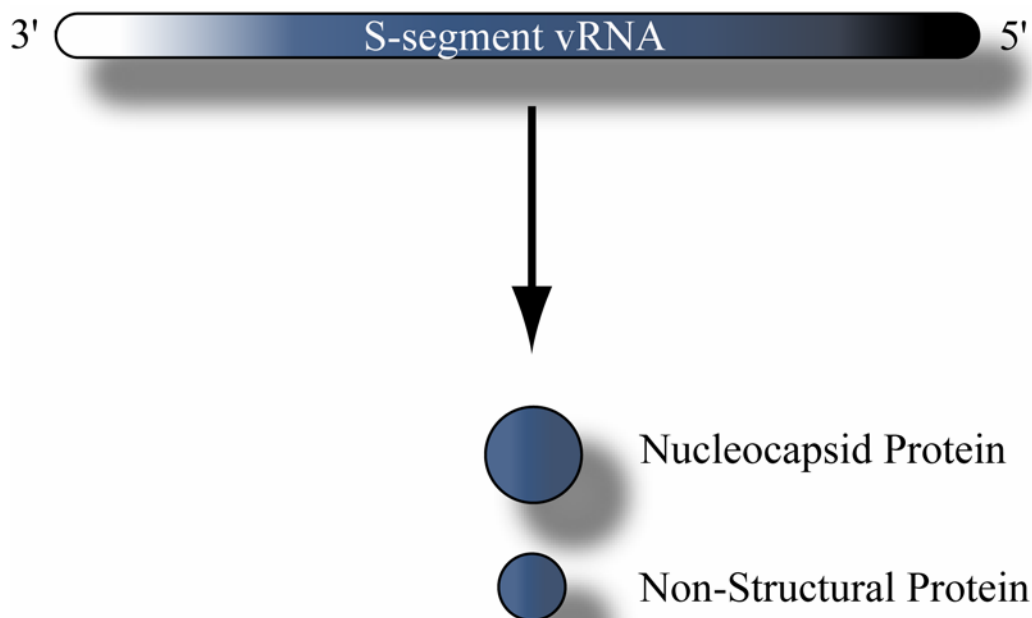 3' S-segment vRNA 5'
Nucleocapsid Protein
Non-Structural Protein